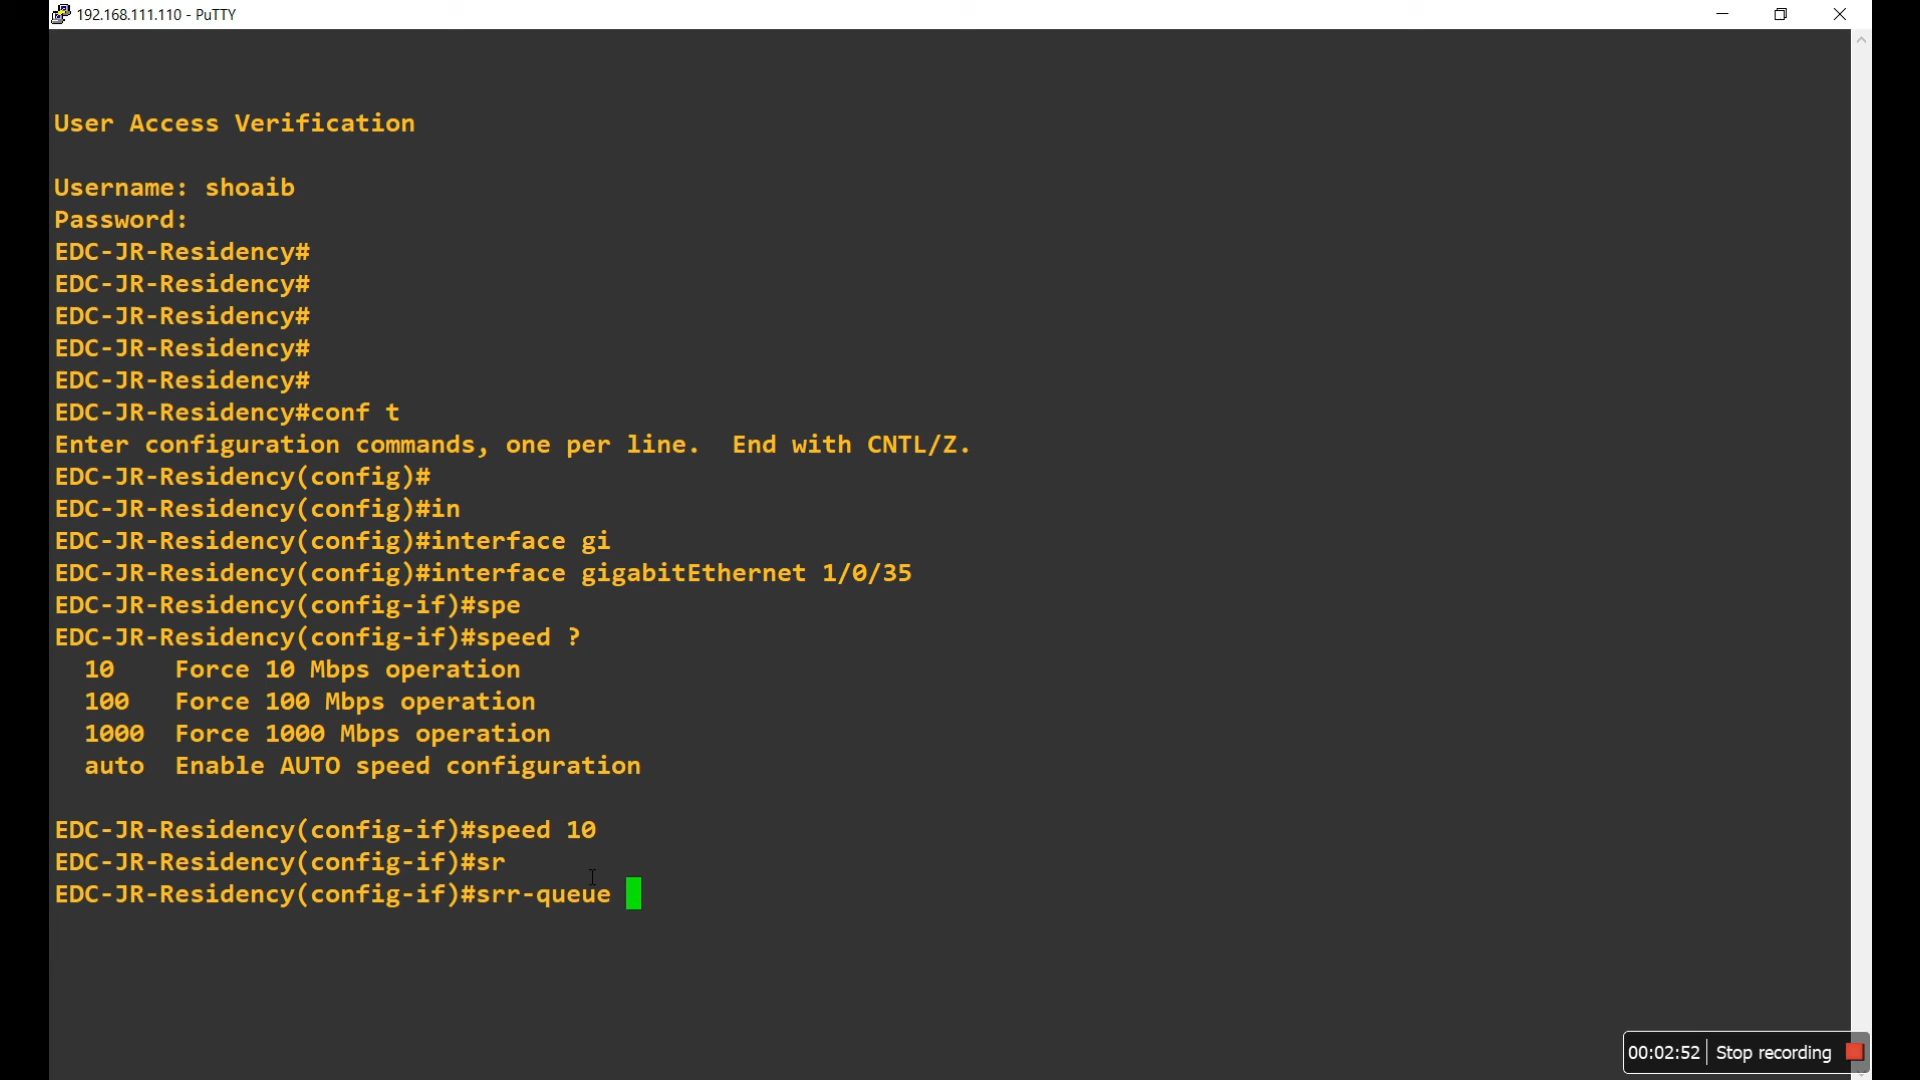 192.168.111.110 - PuTTY
User Access Verification
Username: shoaib
Password:
EDC-JR-Residency#
EDC-JR-Residency#
EDC-JR-Residency#
EDC-JR-Residency#
EDC-JR-Residency#
EDC-JR-Residency#conf t
Enter configuration commands, one per line.  End with CNTL/Z.
EDC-JR-Residency(config)#
EDC-JR-Residency(config)#in
EDC-JR-Residency(config)#interface gi
EDC-JR-Residency(config)#interface gigabitEthernet 1/0/35
EDC-JR-Residency(config-if)#spe
EDC-JR-Residency(config-if)#speed ?
  10    Force 10 Mbps operation
  100   Force 100 Mbps operation
  1000  Force 1000 Mbps operation
  auto  Enable AUTO speed configuration
EDC-JR-Residency(config-if)#speed 10
EDC-JR-Residency(config-if)#sr
EDC-JR-Residency(config-if)#srr-queue
00:02:52 Stop recording